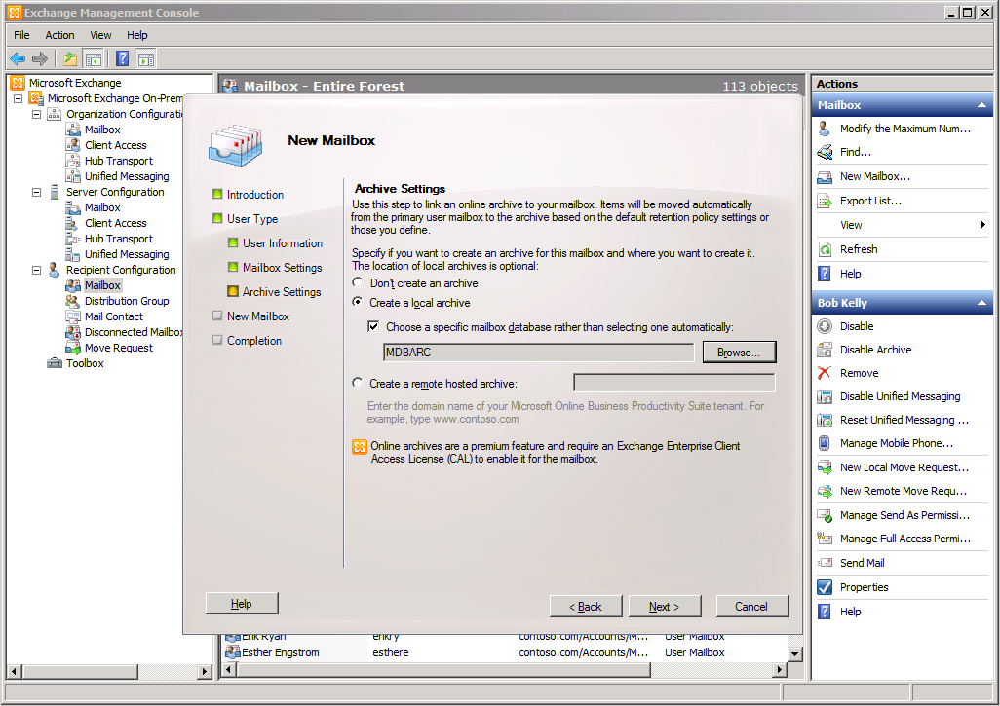 Exchange Management Console
File Action View Help
Microsoft Exchange
Microsoft Exchange On-Prem
Organization Configurati
Mailbox
Client Access
Hub Transport
Unified Messaging
Server Configuration
Mailbox
Client Access
Hub Transport
Unified Messaging
Recipient Configuration
Mailbox
Distribution Group
Mail Contact
Disconnected Mailbo
Move Request
Toolbox
Mailbox - Entire Forest 113 objects
New Mailbox
Introduction
User Type
User Information
Mailbox Settings
Archive Settings
New Mailbox
Completion
Archive Settings
Use this step to link an online archive to your mailbox. Items will be moved automatically
from the primary user mailbox to the archive based on the default retention policy settings or
those you define.
Specify if you want to create an archive for this mailbox and where you want to create it.
The location of local archives is optional:
Don't create an archive
Create a local archive
Choose a specific mailbox database rather than selecting one automatically:
MDBARC Browse...
Create a remote hosted archive:
Enter the domain name of your Microsoft Online Business Productivity Suite tenant. For
example, type www.contoso.com
Online archives are a premium feature and require an Exchange Enterprise Client
Access License (CAL) to enable it for the mailbox.
Help < Back Next > Cancel
Erik Ryan erikry contoso.com/Accounts/M... User Mailbox
Esther Engstrom esthere contoso.com/Accounts/M... User Mailbox
Actions
Mailbox
Modify the Maximum Num...
Find...
New Mailbox...
Export List...
View
Refresh
Help
Bob Kelly
Disable
Disable Archive
Remove
Disable Unified Messaging
Reset Unified Messaging ...
Manage Mobile Phone...
New Local Move Request...
New Remote Move Requ...
Manage Send As Permissi...
Manage Full Access Permi...
Send Mail
Properties
Help